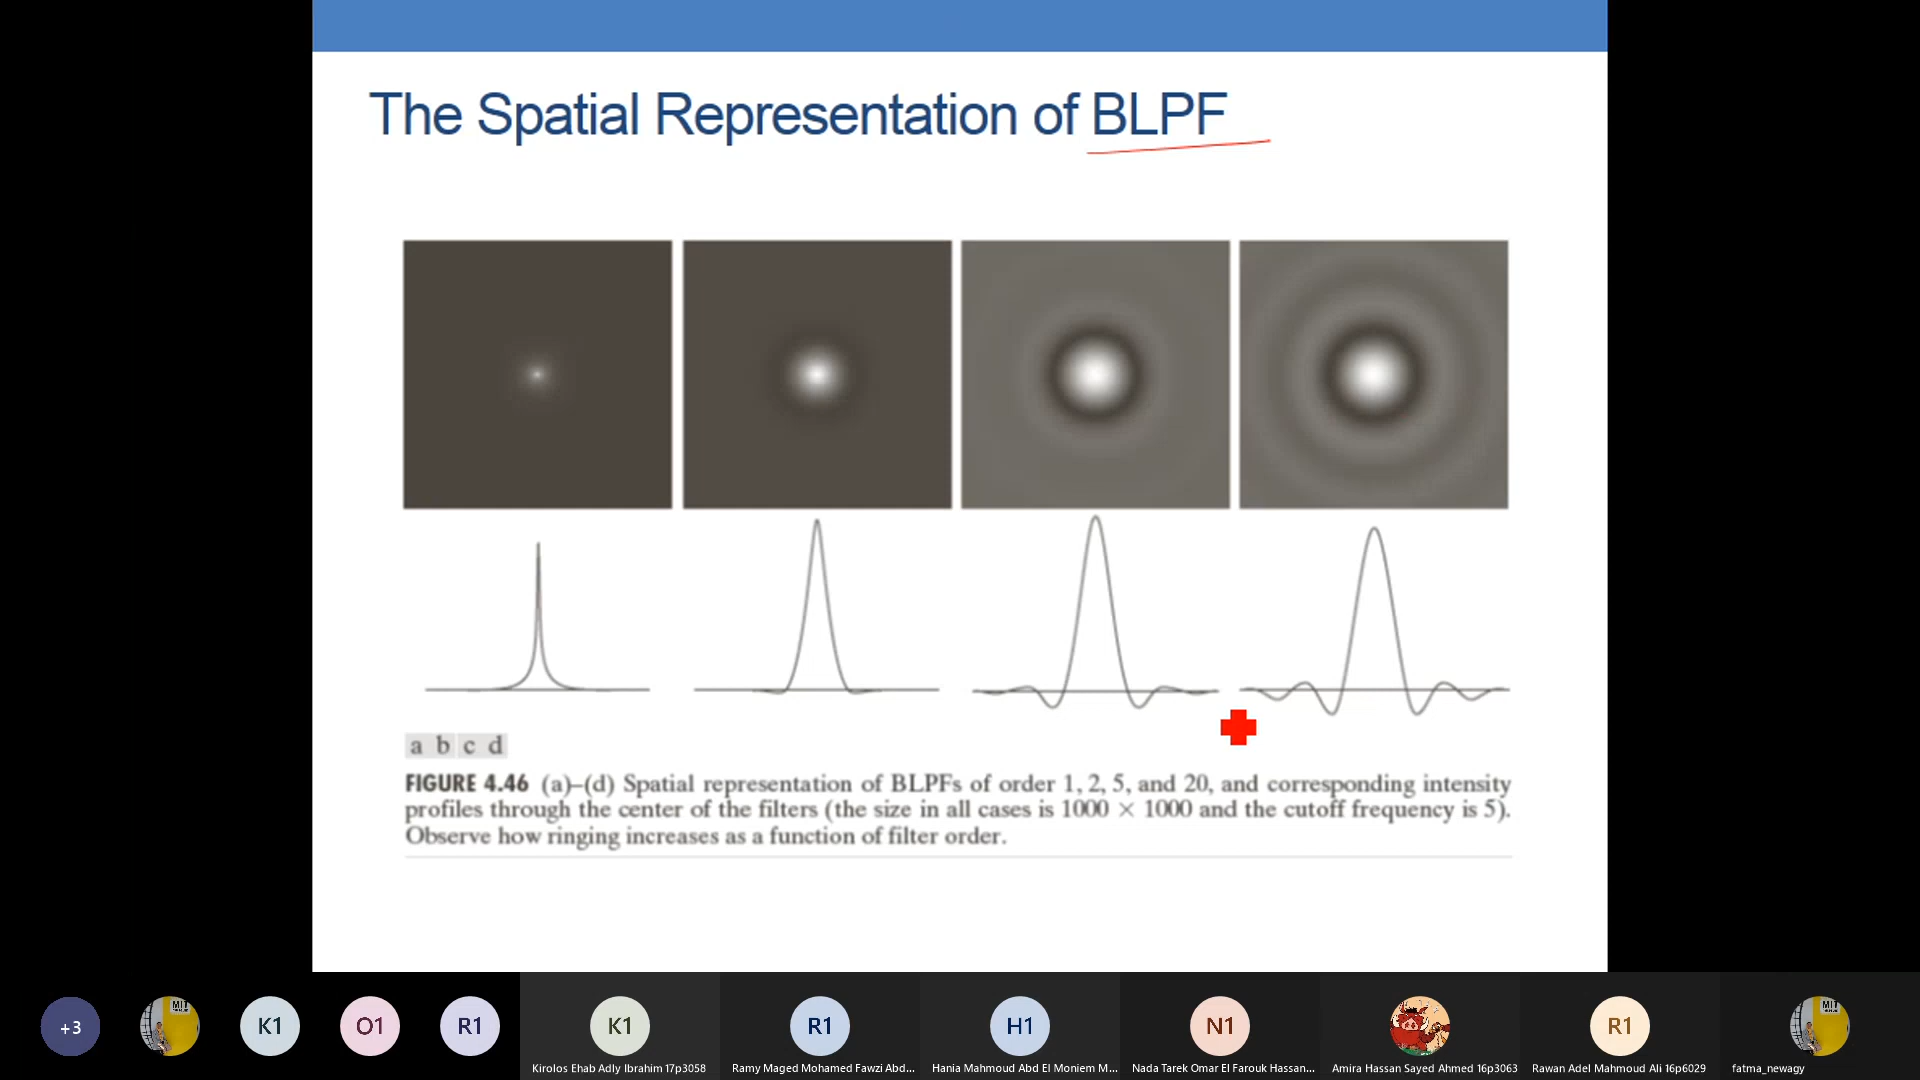 The Spatial Representation of BLPF
a b c d
FIGURE 4.46 (a)–(d) Spatial representation of BLPFs of order 1, 2, 5, and 20, and corresponding intensity
profiles through the center of the filters (the size in all cases is 1000 × 1000 and the cutoff frequency is 5).
Observe how ringing increases as a function of filter order.
+3
MIT
K1
O1
R1
K1
R1
H1
N1
R1
MIT
Kirolos Ehab Adly Ibrahim 17p3058
Ramy Maged Mohamed Fawzi Abd...
Hania Mahmoud Abd El Moniem M...
Nada Tarek Omar El Farouk Hassan...
Amira Hassan Sayed Ahmed 16p3063
Rawan Adel Mahmoud Ali 16p6029
fatma_newagy